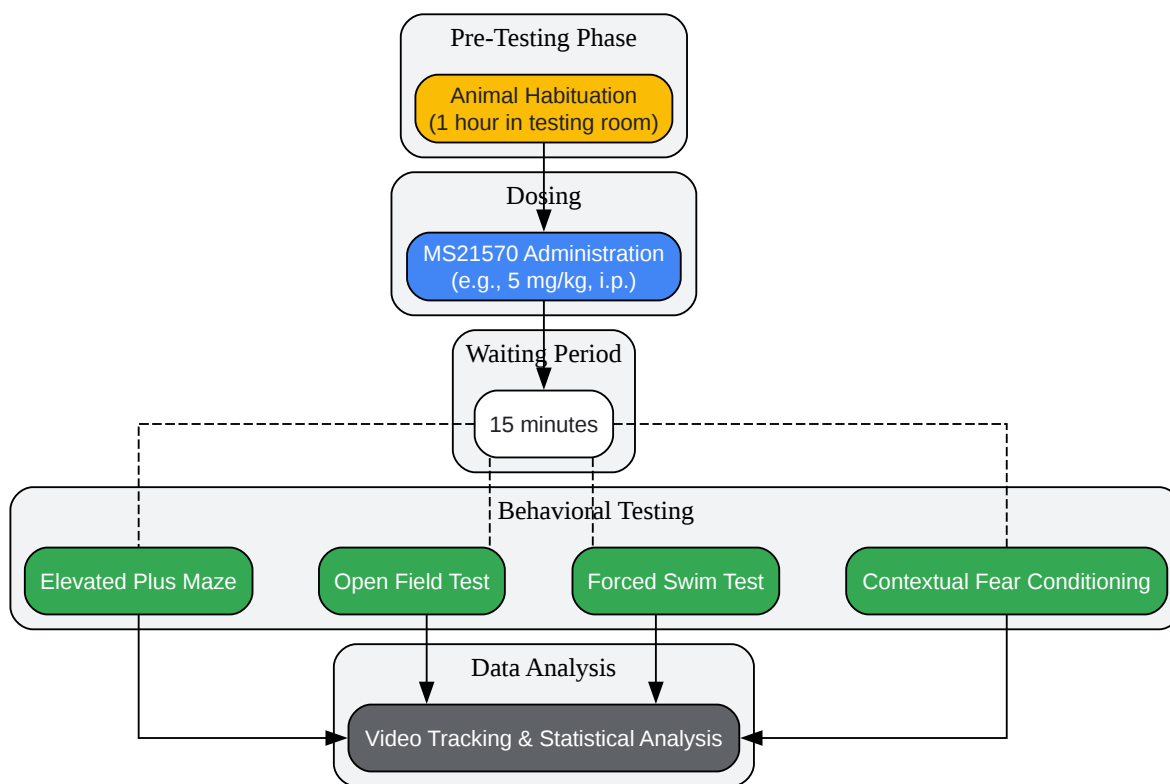 Pre-Testing Phase
Animal Habituation
(1 hour in testing room)
Dosing
MS21570 Administration
(e.g., 5 mg/kg, i.p.)
Waiting Period
15 minutes
Behavioral Testing
Elevated Plus Maze
Open Field Test
Forced Swim Test
Contextual Fear Conditioning
Data Analysis
Video Tracking & Statistical Analysis